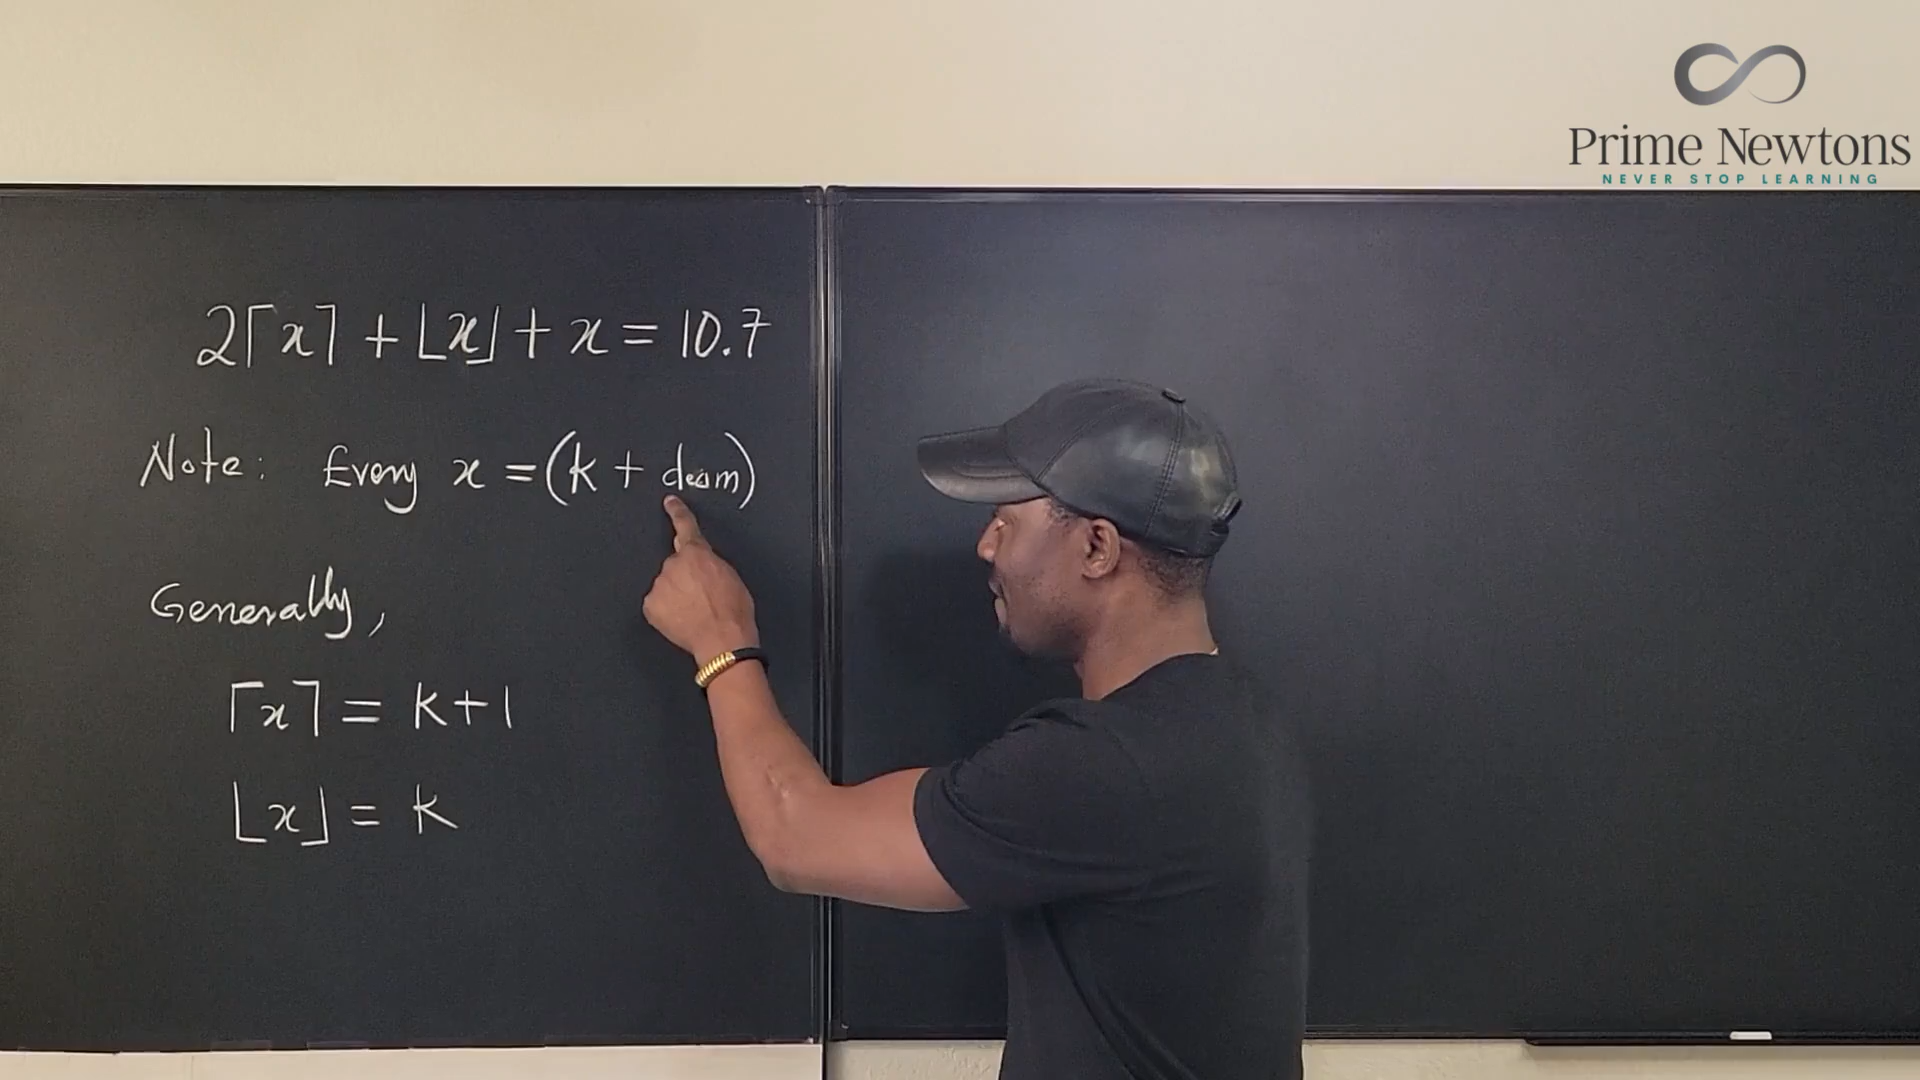 Prime Newtons
NEVER STOP LEARNING
2⌈x⌉ + ⌊x⌋ + x = 10.7
Note: Every x = (k + decim)
Generally,
⌈x⌉ = k+1
⌊x⌋ = k